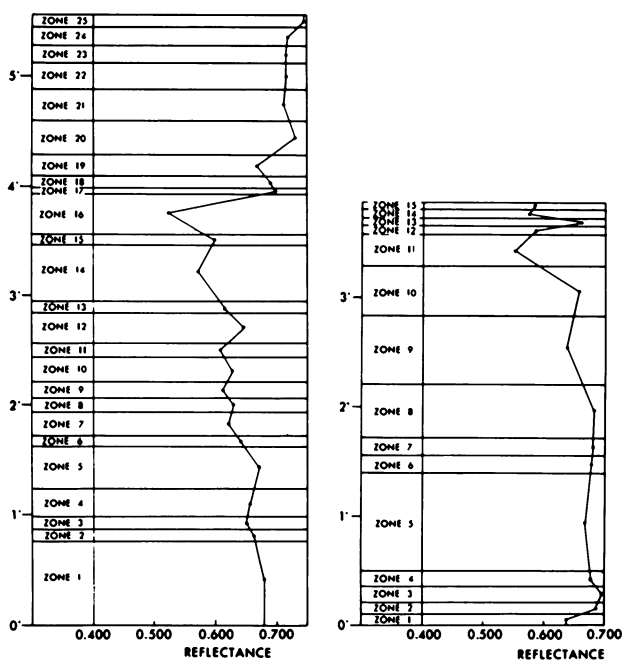 ZONE 25
ZONE 24
ZONE 23
5'
ZONE 22
ZONE 21
ZONE 20
ZONE 19
ZONE 18
4'
ZONE 17
ZONE 16
ZONE 15
ZONE 14
3'
ZONE 13
ZONE 12
ZONE 11
ZONE 10
ZONE 9
2'
ZONE 8
ZONE 7
ZONE 6
ZONE 5
ZONE 4
1'
ZONE 3
ZONE 2
ZONE 1
0'
0.400 0.500 0.600 0.700
REFLECTANCE
ZONE 15
ZONE 14
ZONE 13
ZONE 12
ZONE 11
3'
ZONE 10
ZONE 9
2'
ZONE 8
ZONE 7
ZONE 6
1'
ZONE 5
ZONE 4
ZONE 3
ZONE 2
ZONE 1
0'
0.400 0.500 0.600 0.700
REFLECTANCE